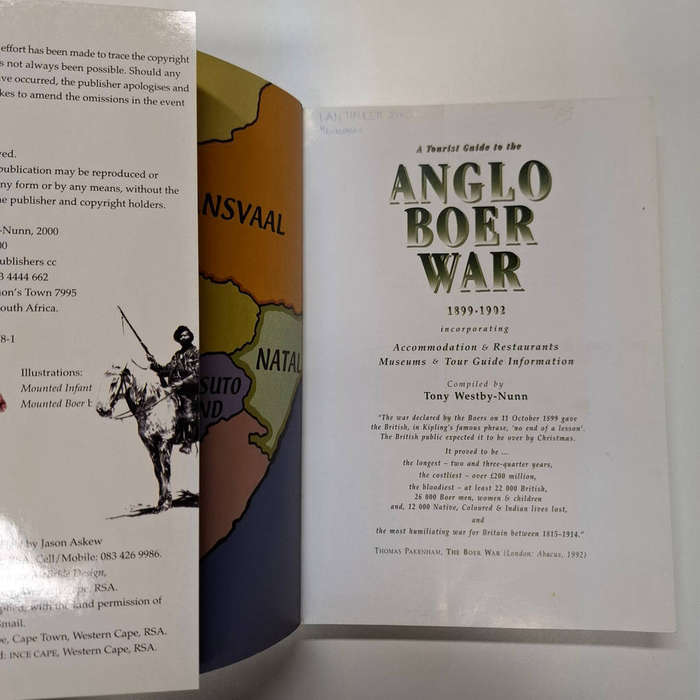 effort has been made to trace the copyright
s not always been possible. Should any
ve occurred, the publisher apologises and
kes to amend the omissions in the event
ved.
publication may be reproduced or
ny form or by any means, without the
e publisher and copyright holders.
-Nunn, 2000
00
ublishers cc
3 4444 662
on's Town 7995
outh Africa.
8-1
Illustrations:
Mounted Infant
Mounted Boer
by Jason Askew
Cell/Mobile: 083 426 9986.
Design,
pe, RSA.
with the kind permission of
mail.
pe, Cape Town, Western Cape, RSA.
d: INCE CAPE, Western Cape, RSA.
NSVAAL
NATAL
SUTO
ND
A Tourist Guide to the
ANGLO
BOER
WAR
1899-1992
incorporating
Accommodation & Restaurants
Museums & Tour Guide Information
Compiled by
Tony Westby-Nunn
"The war declared by the Boers on 11 October 1899 gave
the British, in Kipling's famous phrase, 'no end of a lesson'.
The British public expected it to be over by Christmas.
It proved to be ...
the longest – two and three-quarter years,
the costliest – over £200 million,
the bloodiest – at least 22 000 British,
26 000 Boer men, women & children
and, 12 000 Native, Coloured & Indian lives lost,
and
the most humiliating war for Britain between 1815-1914."
THOMAS PAKENHAM, THE BOER WAR (London: Abacus, 1992)